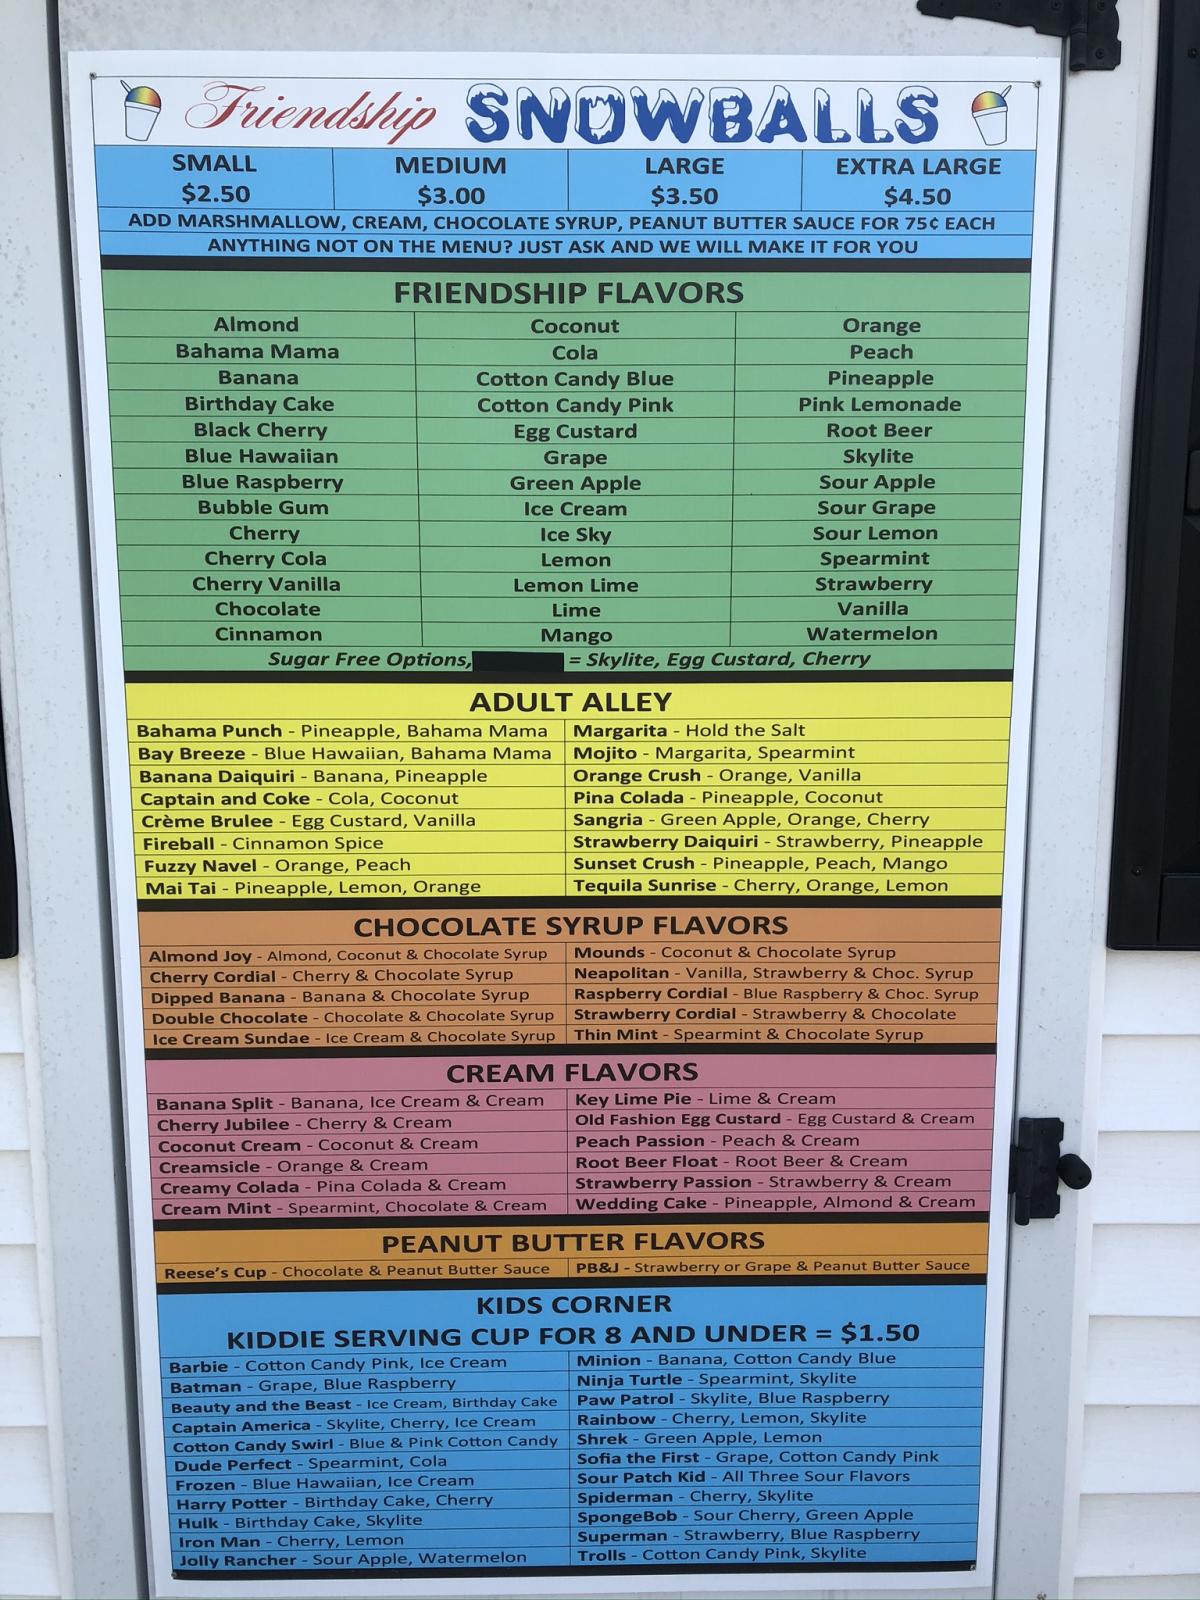 Friendship SNOWBALLS
SMALL MEDIUM LARGE EXTRA LARGE
$2.50 $3.00 $3.50 $4.50
ADD MARSHMALLOW, CREAM, CHOCOLATE SYRUP, PEANUT BUTTER SAUCE FOR 75¢ EACH
ANYTHING NOT ON THE MENU? JUST ASK AND WE WILL MAKE IT FOR YOU
FRIENDSHIP FLAVORS
Almond Coconut Orange
Bahama Mama Cola Peach
Banana Cotton Candy Blue Pineapple
Birthday Cake Cotton Candy Pink Pink Lemonade
Black Cherry Egg Custard Root Beer
Blue Hawaiian Grape Skylite
Blue Raspberry Green Apple Sour Apple
Bubble Gum Ice Cream Sour Grape
Cherry Ice Sky Sour Lemon
Cherry Cola Lemon Spearmint
Cherry Vanilla Lemon Lime Strawberry
Chocolate Lime Vanilla
Cinnamon Mango Watermelon
Sugar Free Options, = Skylite, Egg Custard, Cherry
ADULT ALLEY
Bahama Punch - Pineapple, Bahama Mama Margarita - Hold the Salt
Bay Breeze - Blue Hawaiian, Bahama Mama Mojito - Margarita, Spearmint
Banana Daiquiri - Banana, Pineapple Orange Crush - Orange, Vanilla
Captain and Coke - Cola, Coconut Pina Colada - Pineapple, Coconut
Crème Brulee - Egg Custard, Vanilla Sangria - Green Apple, Orange, Cherry
Fireball - Cinnamon Spice Strawberry Daiquiri - Strawberry, Pineapple
Fuzzy Navel - Orange, Peach Sunset Crush - Pineapple, Peach, Mango
Mai Tai - Pineapple, Lemon, Orange Tequila Sunrise - Cherry, Orange, Lemon
CHOCOLATE SYRUP FLAVORS
Almond Joy - Almond, Coconut & Chocolate Syrup Mounds - Coconut & Chocolate Syrup
Cherry Cordial - Cherry & Chocolate Syrup Neapolitan - Vanilla, Strawberry & Choc. Syrup
Dipped Banana - Banana & Chocolate Syrup Raspberry Cordial - Blue Raspberry & Choc. Syrup
Double Chocolate - Chocolate & Chocolate Syrup Strawberry Cordial - Strawberry & Chocolate
Ice Cream Sundae - Ice Cream & Chocolate Syrup Thin Mint - Spearmint & Chocolate Syrup
CREAM FLAVORS
Banana Split - Banana, Ice Cream & Cream Key Lime Pie - Lime & Cream
Cherry Jubilee - Cherry & Cream Old Fashion Egg Custard - Egg Custard & Cream
Coconut Cream - Coconut & Cream Peach Passion - Peach & Cream
Creamsicle - Orange & Cream Root Beer Float - Root Beer & Cream
Creamy Colada - Pina Colada & Cream Strawberry Passion - Strawberry & Cream
Cream Mint - Spearmint, Chocolate & Cream Wedding Cake - Pineapple, Almond & Cream
PEANUT BUTTER FLAVORS
Reese's Cup - Chocolate & Peanut Butter Sauce PB&J - Strawberry or Grape & Peanut Butter Sauce
KIDS CORNER
KIDDIE SERVING CUP FOR 8 AND UNDER = $1.50
Barbie - Cotton Candy Pink, Ice Cream Minion - Banana, Cotton Candy Blue
Batman - Grape, Blue Raspberry Ninja Turtle - Spearmint, Skylite
Beauty and the Beast - Ice Cream, Birthday Cake Paw Patrol - Skylite, Blue Raspberry
Captain America - Skylite, Cherry, Ice Cream Rainbow - Cherry, Lemon, Skylite
Cotton Candy Swirl - Blue & Pink Cotton Candy Shrek - Green Apple, Lemon
Dude Perfect - Spearmint, Cola Sofia the First - Grape, Cotton Candy Pink
Frozen - Blue Hawaiian, Ice Cream Sour Patch Kid - All Three Sour Flavors
Harry Potter - Birthday Cake, Cherry Spiderman - Cherry, Skylite
Hulk - Birthday Cake, Skylite SpongeBob - Sour Cherry, Green Apple
Iron Man - Cherry, Lemon Superman - Strawberry, Blue Raspberry
Jolly Rancher - Sour Apple, Watermelon Trolls - Cotton Candy Pink, Skylite